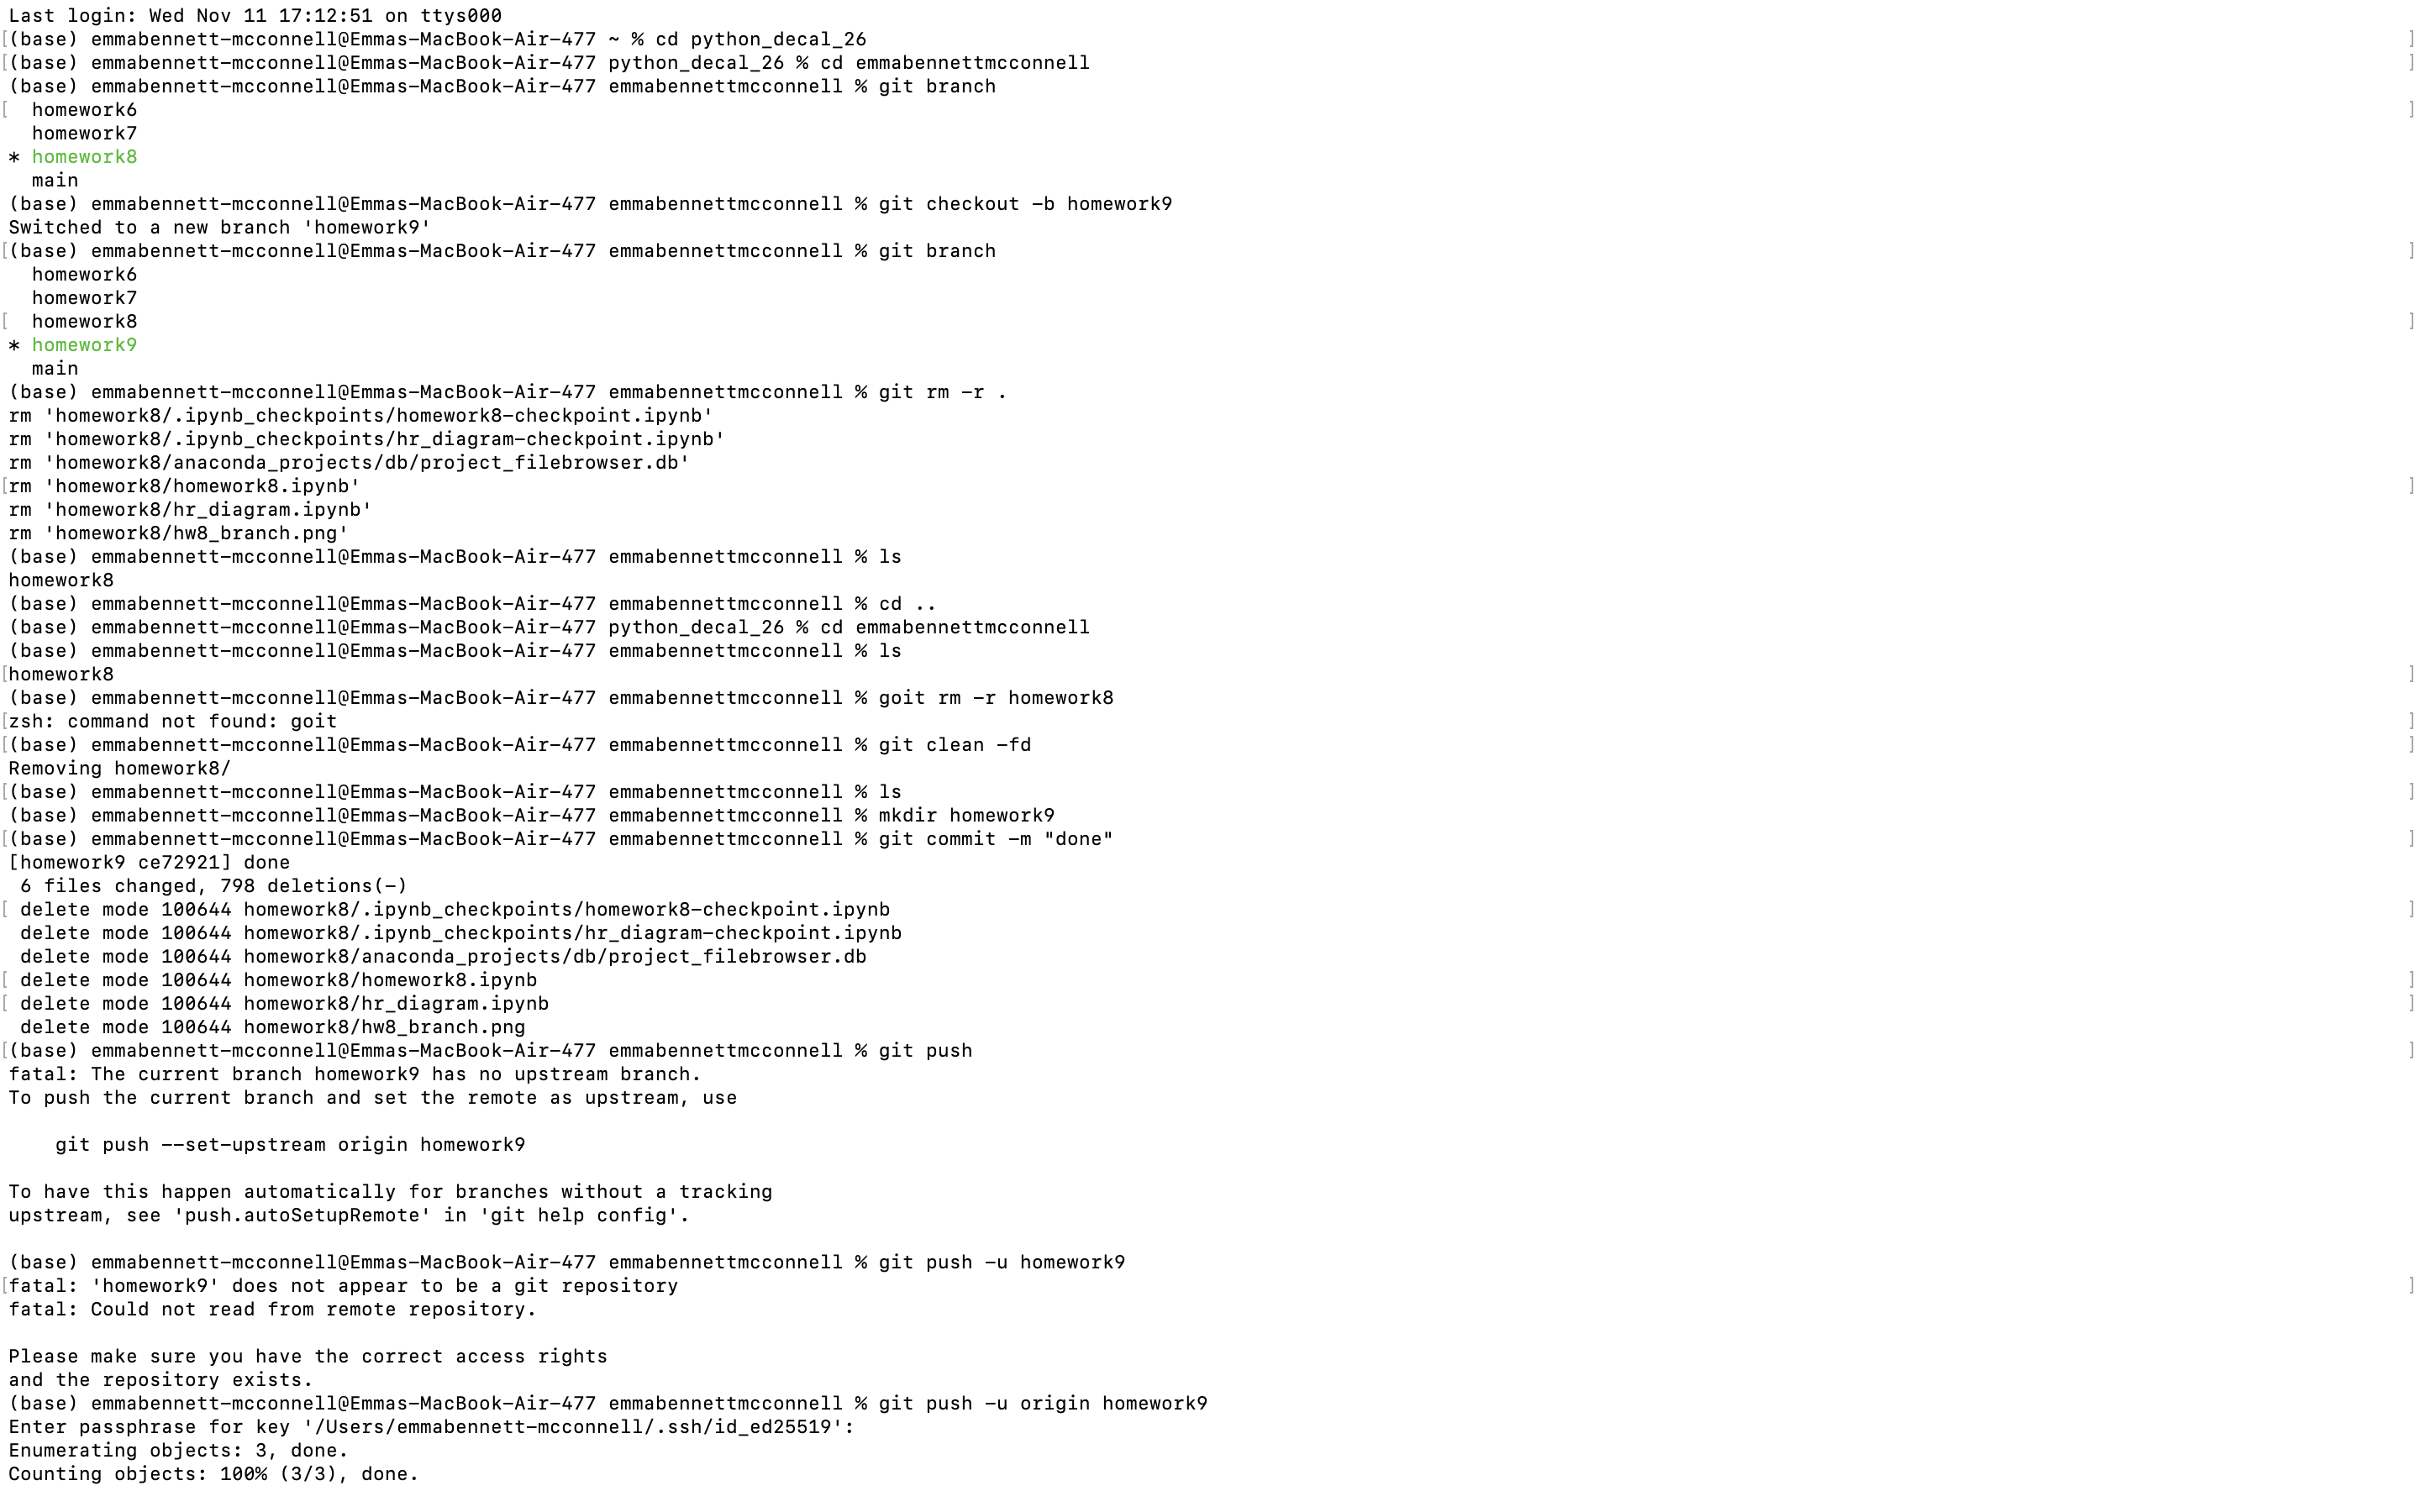 Last login: Wed Nov 11 17:12:51 on ttys000
[(base) emmabennett-mcconnell@Emmas-MacBook-Air-477 ~ % cd python_decal_26 ]
[(base) emmabennett-mcconnell@Emmas-MacBook-Air-477 python_decal_26 % cd emmabennettmcconnell ]
(base) emmabennett-mcconnell@Emmas-MacBook-Air-477 emmabennettmcconnell % git branch
[  homework6 ]
  homework7
* homework8
  main
(base) emmabennett-mcconnell@Emmas-MacBook-Air-477 emmabennettmcconnell % git checkout -b homework9
Switched to a new branch 'homework9'
[(base) emmabennett-mcconnell@Emmas-MacBook-Air-477 emmabennettmcconnell % git branch ]
  homework6
  homework7
[  homework8 ]
* homework9
  main
(base) emmabennett-mcconnell@Emmas-MacBook-Air-477 emmabennettmcconnell % git rm -r .
rm 'homework8/.ipynb_checkpoints/homework8-checkpoint.ipynb'
rm 'homework8/.ipynb_checkpoints/hr_diagram-checkpoint.ipynb'
rm 'homework8/anaconda_projects/db/project_filebrowser.db'
[rm 'homework8/homework8.ipynb' ]
rm 'homework8/hr_diagram.ipynb'
rm 'homework8/hw8_branch.png'
(base) emmabennett-mcconnell@Emmas-MacBook-Air-477 emmabennettmcconnell % ls
homework8
(base) emmabennett-mcconnell@Emmas-MacBook-Air-477 emmabennettmcconnell % cd ..
(base) emmabennett-mcconnell@Emmas-MacBook-Air-477 python_decal_26 % cd emmabennettmcconnell
(base) emmabennett-mcconnell@Emmas-MacBook-Air-477 emmabennettmcconnell % ls
[homework8 ]
(base) emmabennett-mcconnell@Emmas-MacBook-Air-477 emmabennettmcconnell % goit rm -r homework8
[zsh: command not found: goit ]
[(base) emmabennett-mcconnell@Emmas-MacBook-Air-477 emmabennettmcconnell % git clean -fd ]
Removing homework8/
[(base) emmabennett-mcconnell@Emmas-MacBook-Air-477 emmabennettmcconnell % ls ]
(base) emmabennett-mcconnell@Emmas-MacBook-Air-477 emmabennettmcconnell % mkdir homework9
[(base) emmabennett-mcconnell@Emmas-MacBook-Air-477 emmabennettmcconnell % git commit -m "done" ]
[homework9 ce72921] done
 6 files changed, 798 deletions(-)
[ delete mode 100644 homework8/.ipynb_checkpoints/homework8-checkpoint.ipynb ]
 delete mode 100644 homework8/.ipynb_checkpoints/hr_diagram-checkpoint.ipynb
 delete mode 100644 homework8/anaconda_projects/db/project_filebrowser.db
[ delete mode 100644 homework8/homework8.ipynb ]
[ delete mode 100644 homework8/hr_diagram.ipynb ]
 delete mode 100644 homework8/hw8_branch.png
[(base) emmabennett-mcconnell@Emmas-MacBook-Air-477 emmabennettmcconnell % git push ]
fatal: The current branch homework9 has no upstream branch.
To push the current branch and set the remote as upstream, use
    git push --set-upstream origin homework9
To have this happen automatically for branches without a tracking
upstream, see 'push.autoSetupRemote' in 'git help config'.
(base) emmabennett-mcconnell@Emmas-MacBook-Air-477 emmabennettmcconnell % git push -u homework9
[fatal: 'homework9' does not appear to be a git repository ]
fatal: Could not read from remote repository.
Please make sure you have the correct access rights
and the repository exists.
(base) emmabennett-mcconnell@Emmas-MacBook-Air-477 emmabennettmcconnell % git push -u origin homework9
Enter passphrase for key '/Users/emmabennett-mcconnell/.ssh/id_ed25519':
Enumerating objects: 3, done.
Counting objects: 100% (3/3), done.